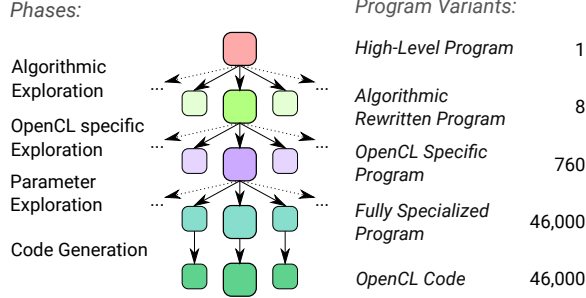 Phases:
Program Variants:
High-Level Program 1
Algorithmic
Exploration
... ...
Algorithmic
Rewritten Program 8
OpenCL specific
Exploration
... ...
OpenCL Specific
Program 760
Parameter
Exploration
... ...
Fully Specialized
Program 46,000
Code Generation
OpenCL Code 46,000